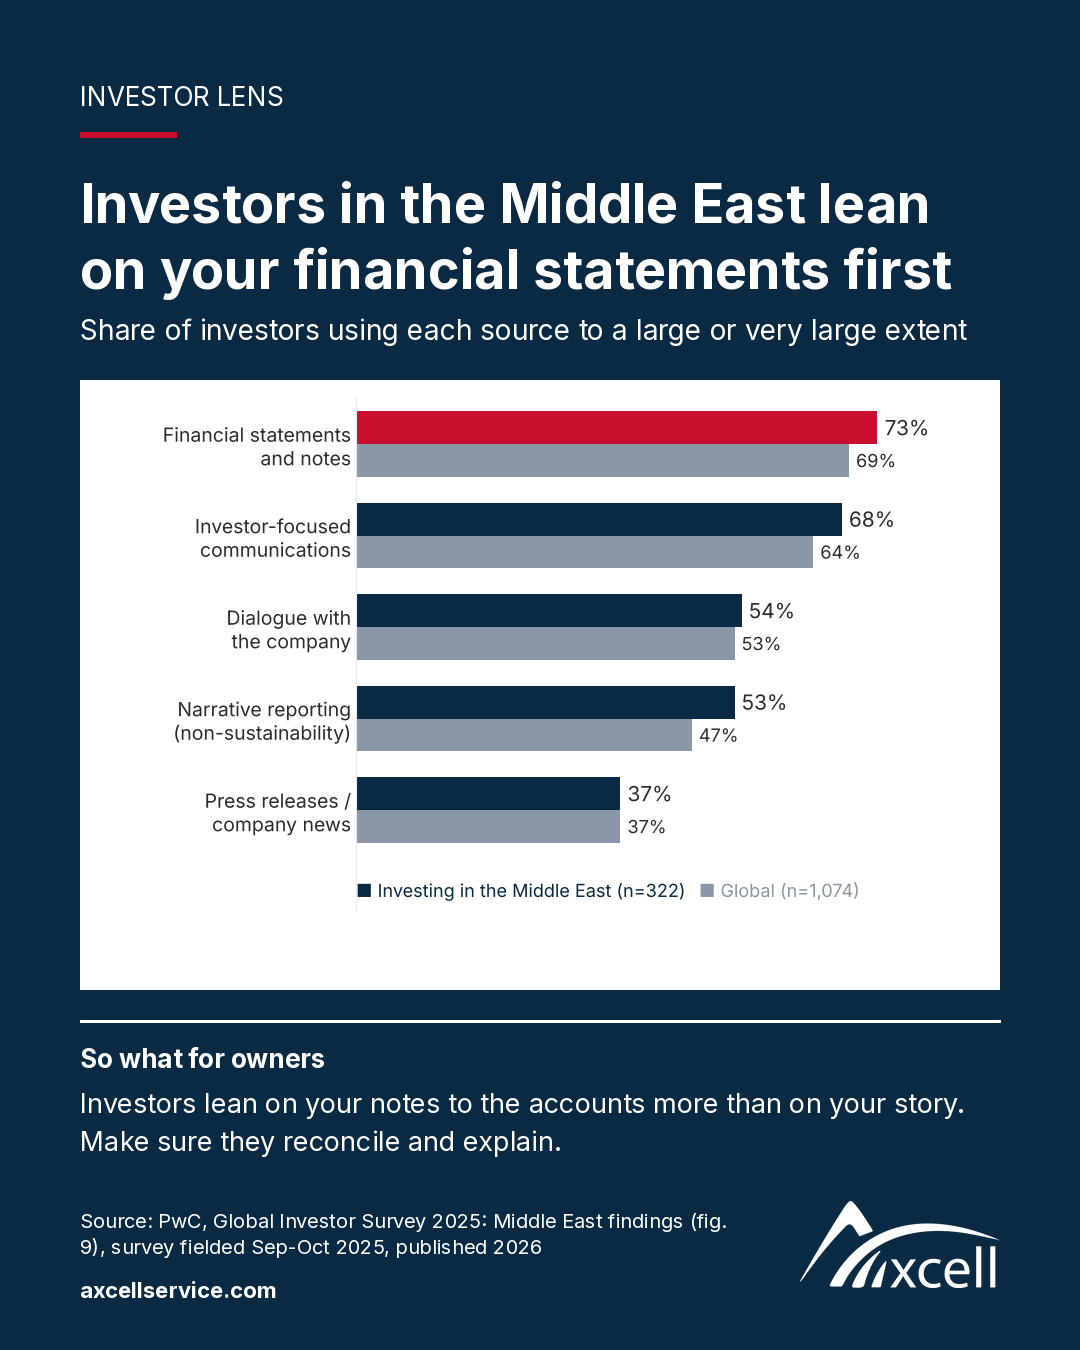 INVESTOR LENS
Investors in the Middle East lean
on your financial statements first
Share of investors using each source to a large or very large extent
Financial statements
and notes
73%
69%
Investor-focused
communications
68%
64%
Dialogue with
the company
54%
53%
Narrative reporting
(non-sustainability)
53%
47%
Press releases /
company news
37%
37%
Investing in the Middle East (n=322) Global (n=1,074)
So what for owners
Investors lean on your notes to the accounts more than on your story.
Make sure they reconcile and explain.
Source: PwC, Global Investor Survey 2025: Middle East findings (fig.
9), survey fielded Sep-Oct 2025, published 2026
axcellservice.com
Axcell